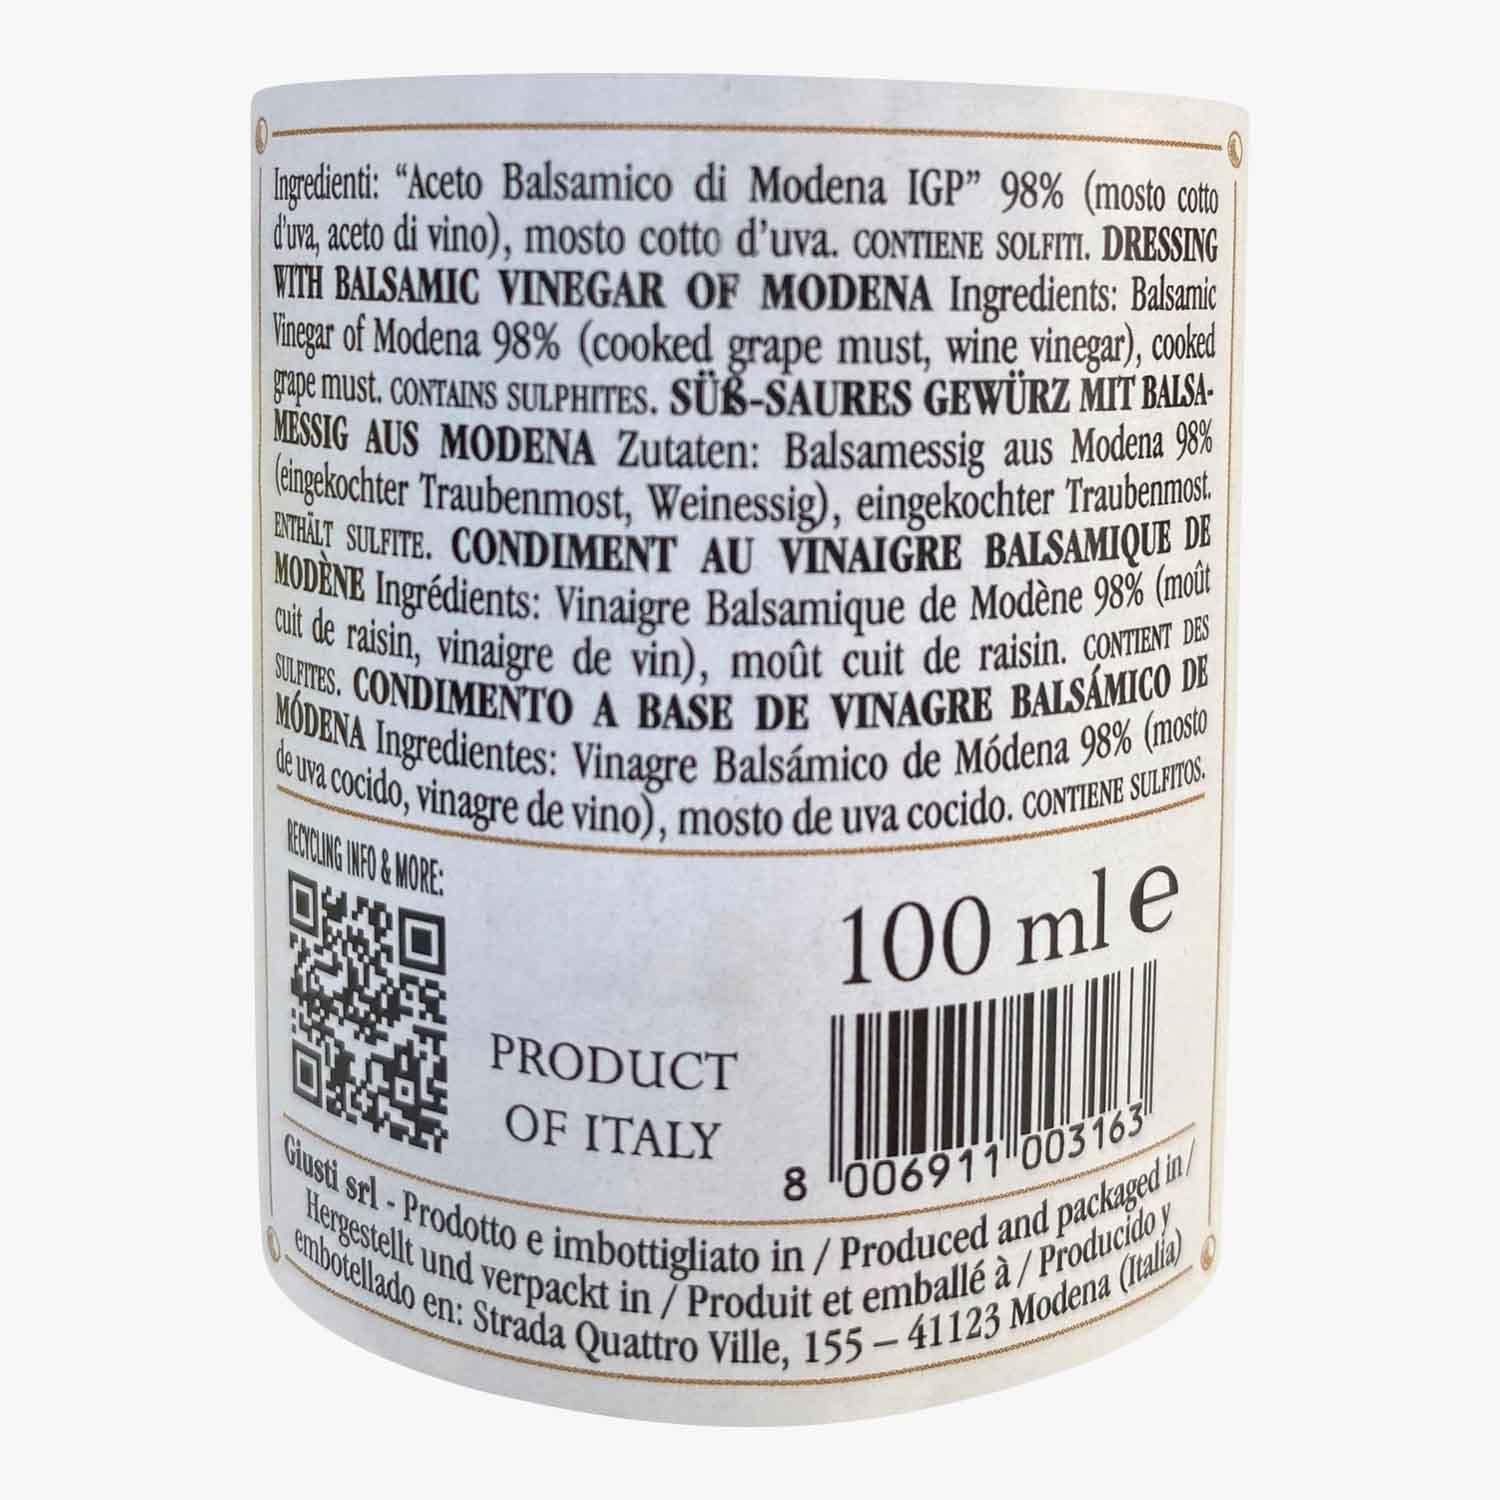 Ingredienti: “Aceto Balsamico di Modena IGP” 98% (mosto cotto
d'uva, aceto di vino), mosto cotto d'uva. CONTIENE SOLFITI. DRESSING
WITH BALSAMIC VINEGAR OF MODENA Ingredients: Balsamic
Vinegar of Modena 98% (cooked grape must, wine vinegar), cooked
grape must. CONTAINS SULPHITES. SÜß-SAURES GEWÜRZ MIT BALSA-
MESSIG AUS MODENA Zutaten: Balsamessig aus Modena 98%
(eingekochter Traubenmost, Weinessig), eingekochter Traubenmost.
ENTHÄLT SULFITE. CONDIMENT AU VINAIGRE BALSAMIQUE DE
MODÈNE Ingrédients: Vinaigre Balsamique de Modène 98% (moût
cuit de raisin, vinaigre de vin), moût cuit de raisin. CONTIENT DES
SULFITES. CONDIMENTO A BASE DE VINAGRE BALSÁMICO DE
MÓDENA Ingredientes: Vinagre Balsámico de Módena 98% (mosto
de uva cocido, vinagre de vino), mosto de uva cocido. CONTIENE SULFITOS.
RECYCLING INFO & MORE:
100 ml e
PRODUCT
OF ITALY
8 006911 003163
Giusti srl - Prodotto e imbottigliato in / Produced and packaged in /
Hergestellt und verpackt in / Produit et emballé à / Producido y
embotellado en: Strada Quattro Ville, 155 – 41123 Modena (Italia)